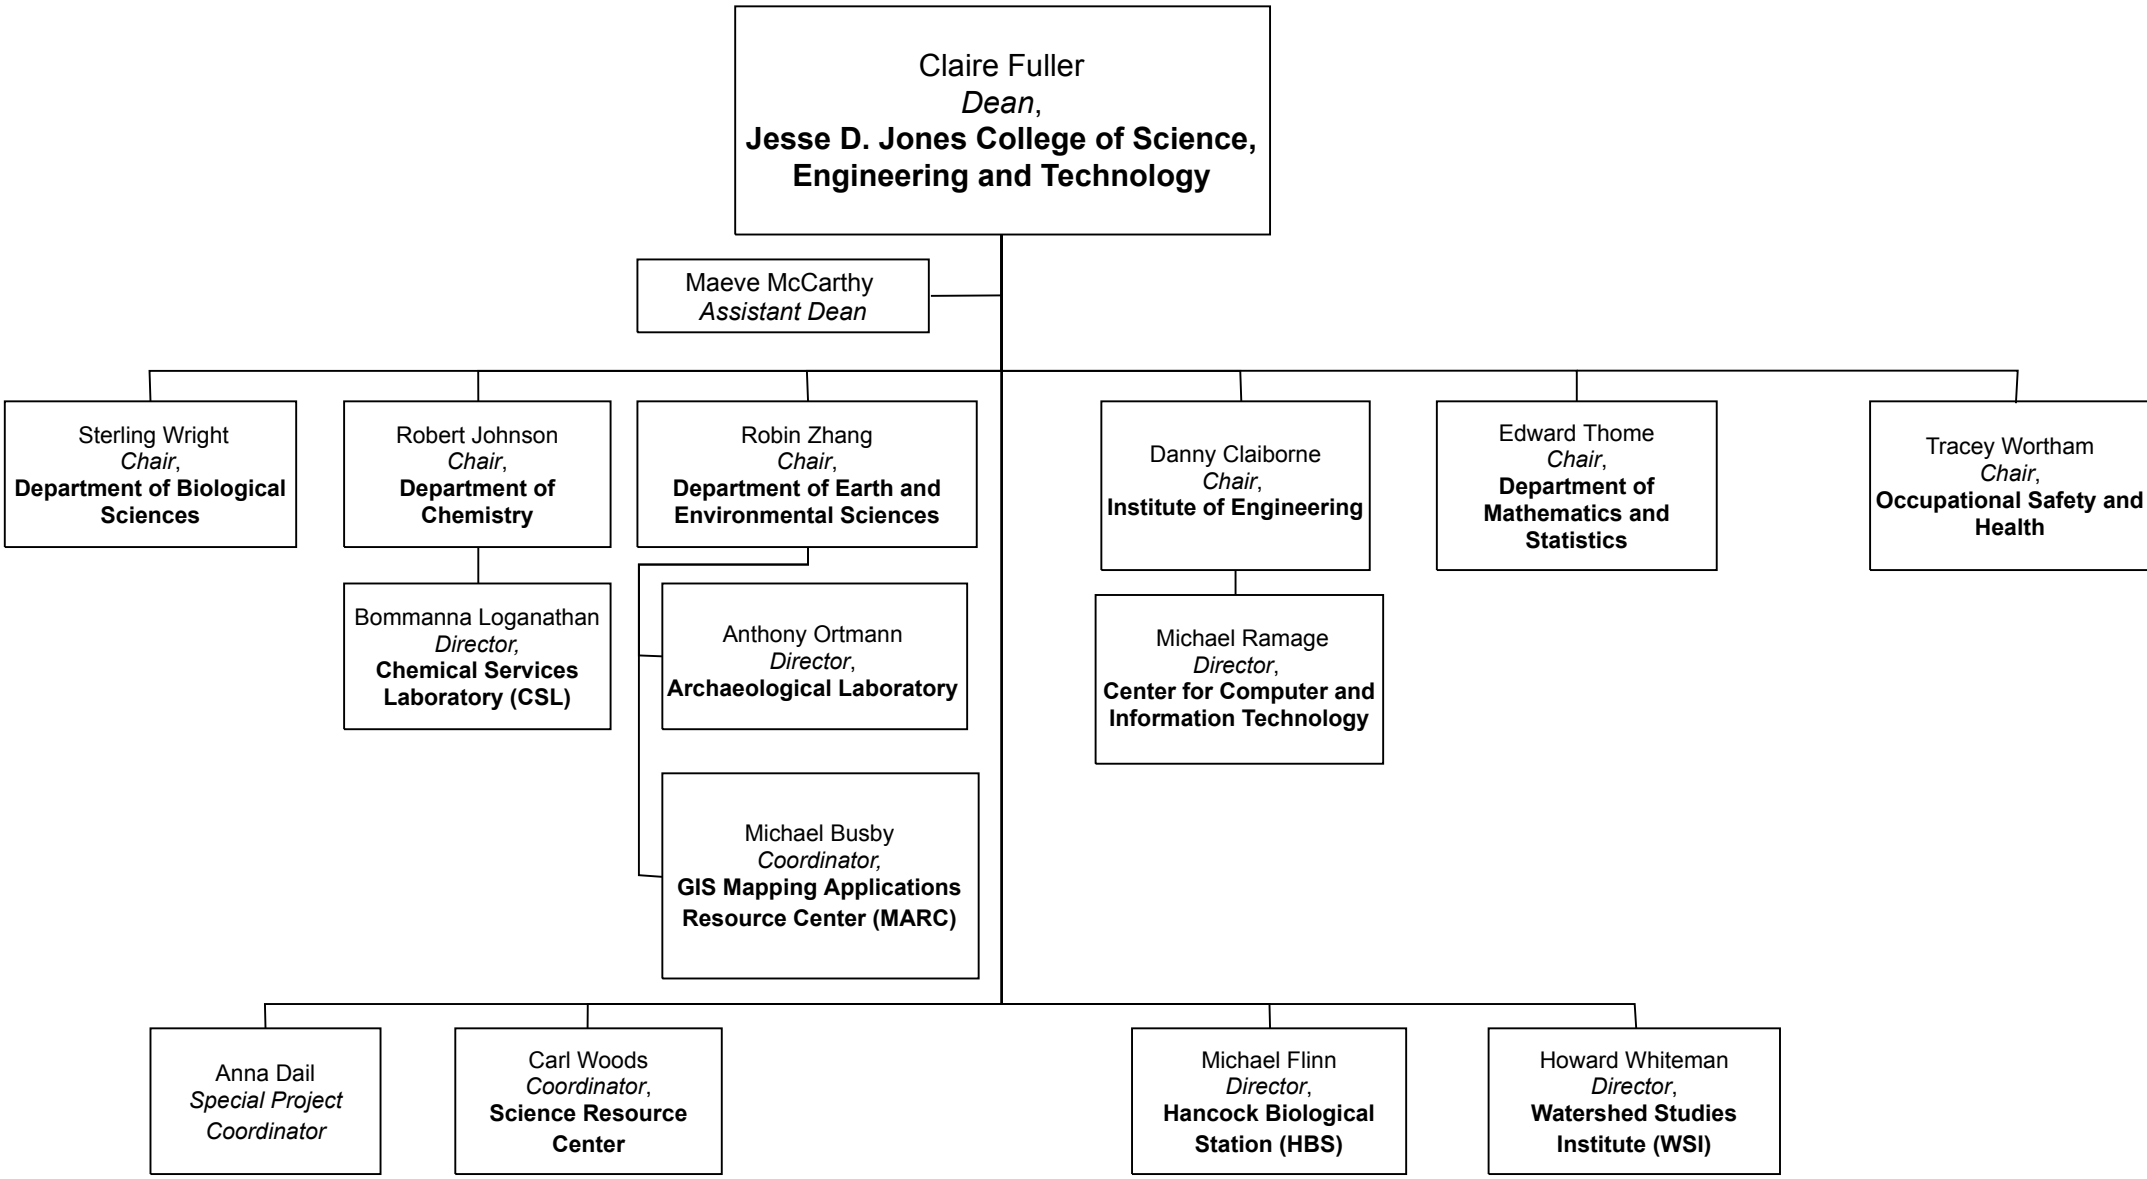 Claire Fuller
Dean,
Jesse D. Jones College of Science,
Engineering and Technology
Maeve McCarthy
Assistant Dean
Sterling Wright
Chair,
Department of Biological
Sciences
Robert Johnson
Chair,
Department of
Chemistry
Robin Zhang
Chair,
Department of Earth and
Environmental Sciences
Danny Claiborne
Chair,
Institute of Engineering
Edward Thome
Chair,
Department of
Mathematics and
Statistics
Tracey Wortham
Chair,
Occupational Safety and
Health
Bommanna Loganathan
Director,
Chemical Services
Laboratory (CSL)
Anthony Ortmann
Director,
Archaeological Laboratory
Michael Ramage
Director,
Center for Computer and
Information Technology
Michael Busby
Coordinator,
GIS Mapping Applications
Resource Center (MARC)
Anna Dail
Special Project
Coordinator
Carl Woods
Coordinator,
Science Resource
Center
Michael Flinn
Director,
Hancock Biological
Station (HBS)
Howard Whiteman
Director,
Watershed Studies
Institute (WSI)